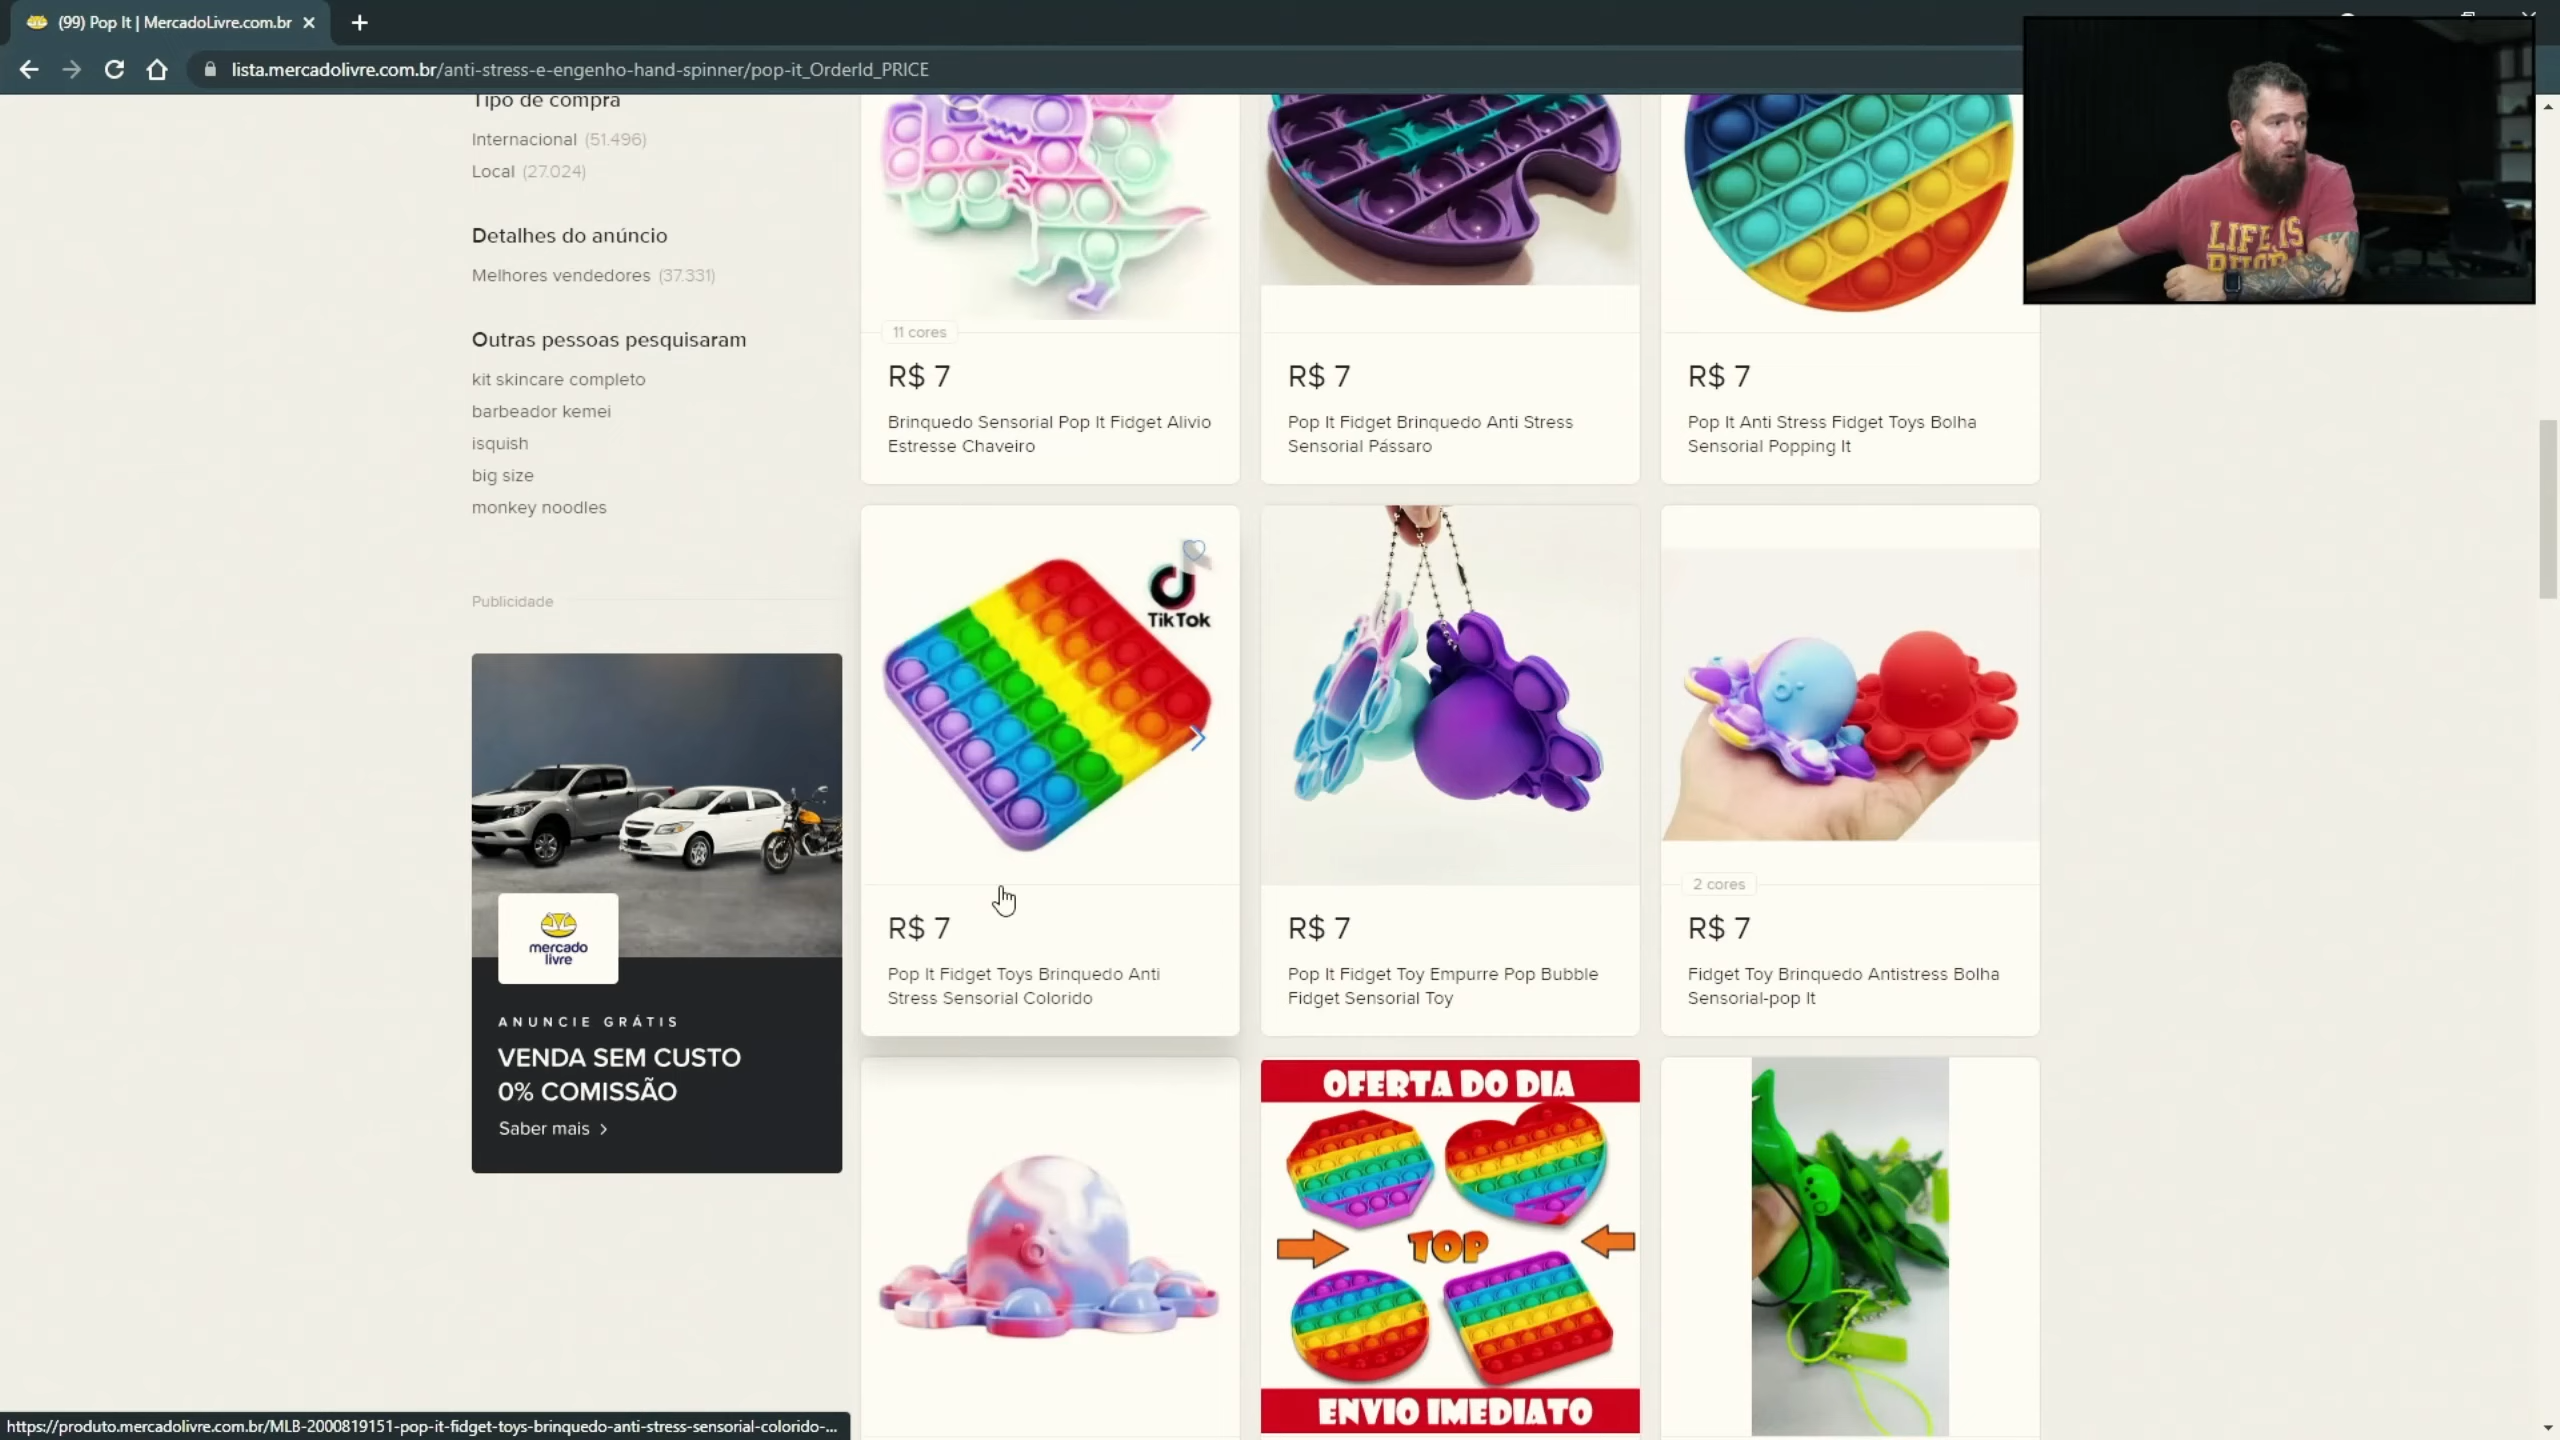 (99) Pop It | MercadoLivre.com.br
lista.mercadolivre.com.br/anti-stress-e-engenho-hand-spinner/pop-it_OrderId_PRICE
Tipo de compra
Internacional (51.496)
Local (27.024)
Detalhes do anúncio
Melhores vendedores (37.331)
Outras pessoas pesquisaram
kit skincare completo
barbeador kemei
isquish
big size
monkey noodles
Publicidade
mercado
livre
ANUNCIE GRÁTIS
VENDA SEM CUSTO
0% COMISSÃO
Saber mais
11 cores
R$ 7
Brinquedo Sensorial Pop It Fidget Alivio
Estresse Chaveiro
R$ 7
Pop It Fidget Brinquedo Anti Stress
Sensorial Pássaro
R$ 7
Pop It Anti Stress Fidget Toys Bolha
Sensorial Popping It
LIFE IS
TikTok
R$ 7
Pop It Fidget Toys Brinquedo Anti
Stress Sensorial Colorido
R$ 7
Pop It Fidget Toy Empurre Pop Bubble
Fidget Sensorial Toy
2 cores
R$ 7
Fidget Toy Brinquedo Antistress Bolha
Sensorial-pop It
OFERTA DO DIA
TOP
ENVIO IMEDIATO
https://produto.mercadolivre.com.br/MLB-2000819151-pop-it-fidget-toys-brinquedo-anti-stress-sensorial-colorido-...